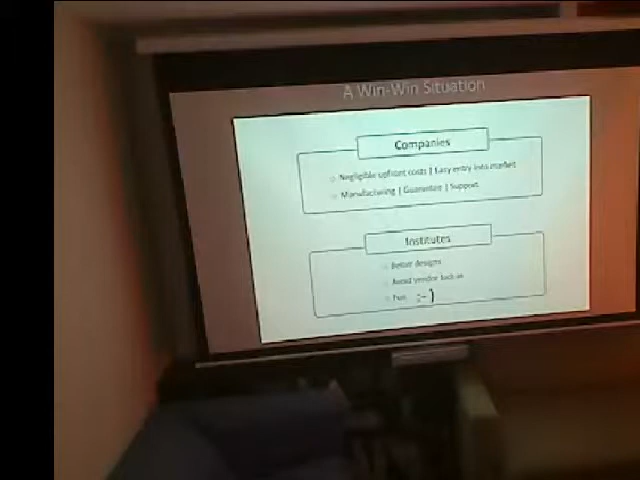 A Win-Win Situation
Companies
Negligible upfront costs | Easy entry into market
Manufacturing | Guarantee | Support
Institutes
Better designs
Avoid vendor lock-in
Fun :-)